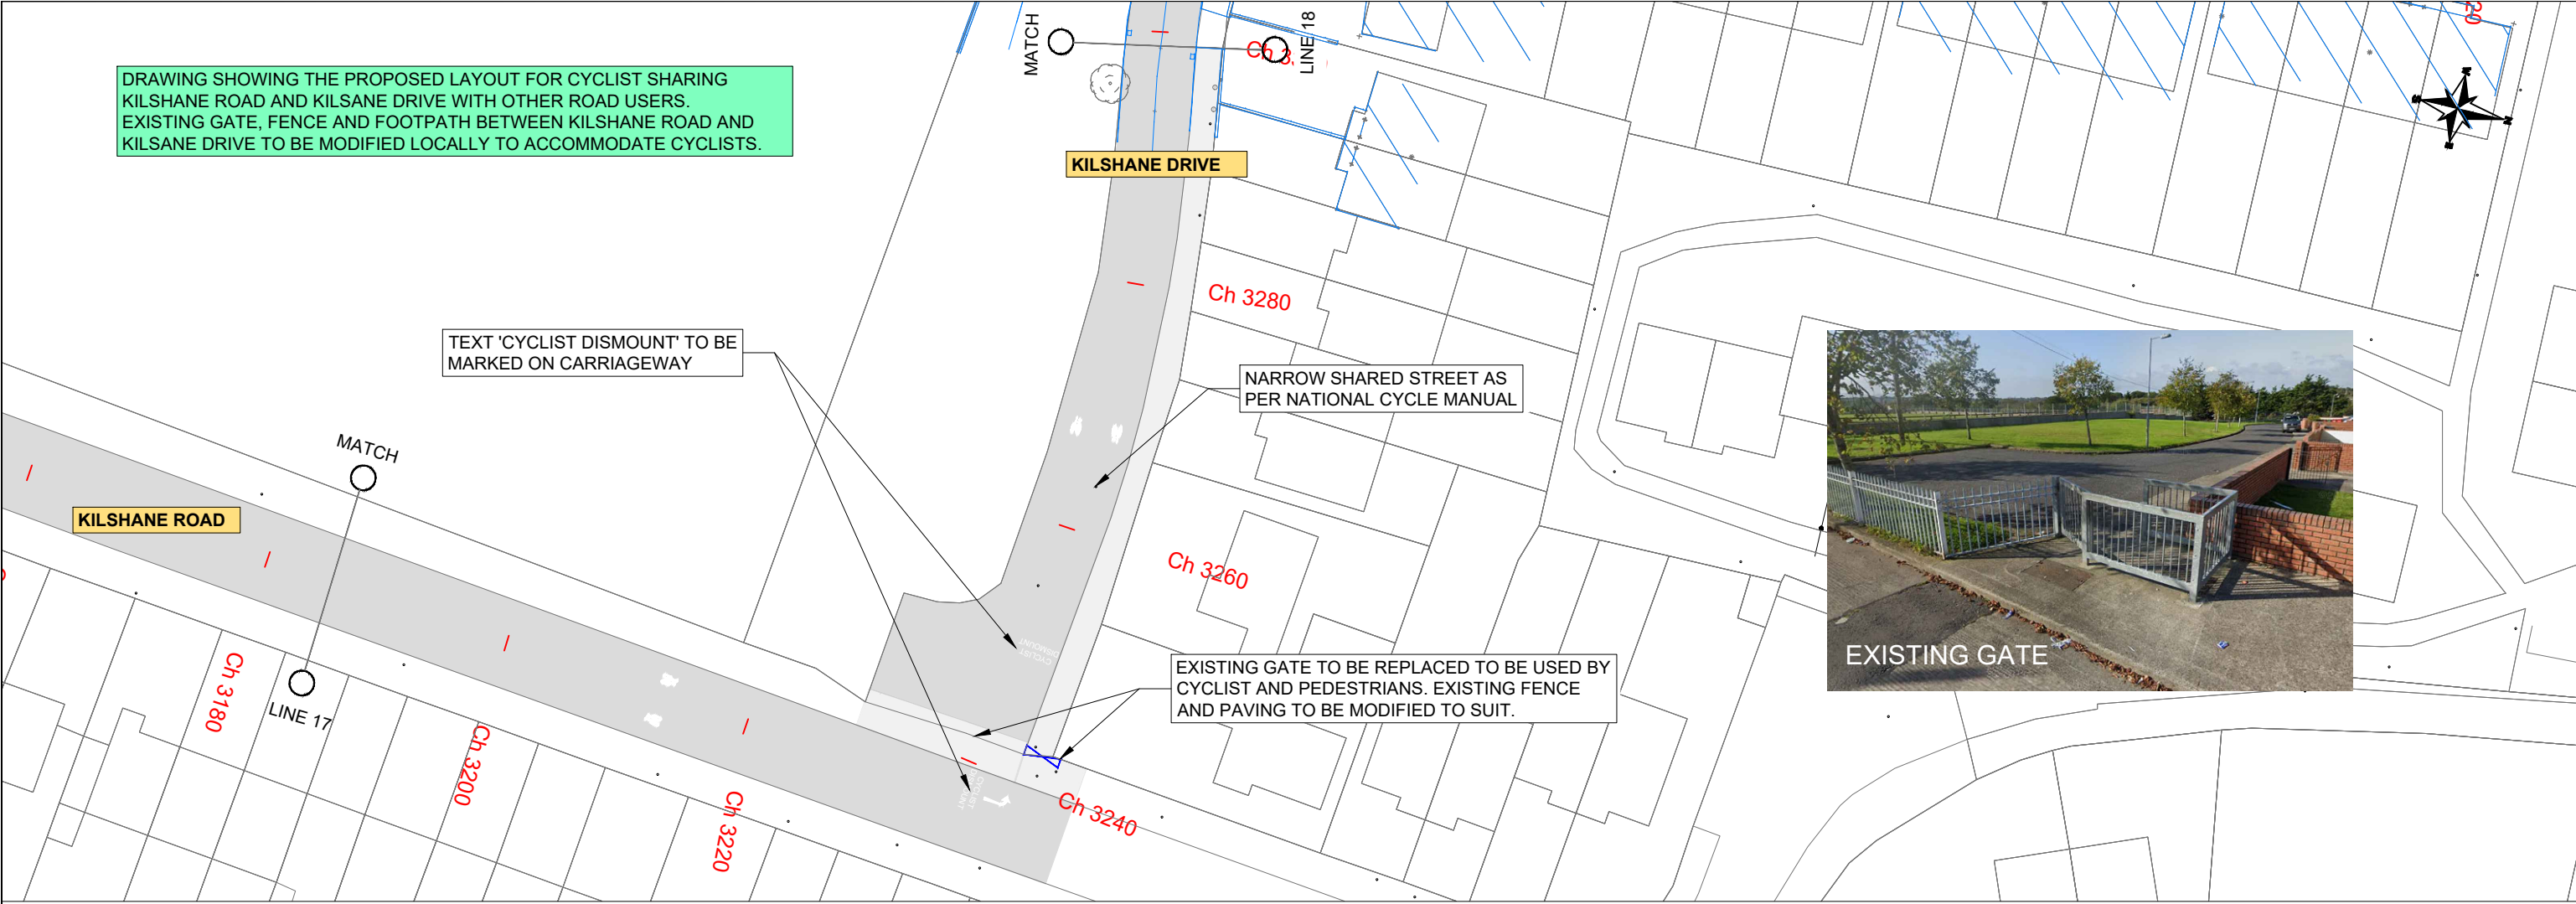 DRAWING SHOWING THE PROPOSED LAYOUT FOR CYCLIST SHARING
KILSHANE ROAD AND KILSANE DRIVE WITH OTHER ROAD USERS.
EXISTING GATE, FENCE AND FOOTPATH BETWEEN KILSHANE ROAD AND
KILSANE DRIVE TO BE MODIFIED LOCALLY TO ACCOMMODATE CYCLISTS.
MATCH
LINE 18
KILSHANE DRIVE
Ch 3280
TEXT 'CYCLIST DISMOUNT' TO BE
MARKED ON CARRIAGEWAY
NARROW SHARED STREET AS
PER NATIONAL CYCLE MANUAL
MATCH
KILSHANE ROAD
LINE 17
Ch 3260
CYCLIST
DISMOUNT
EXISTING GATE TO BE REPLACED TO BE USED BY
CYCLIST AND PEDESTRIANS. EXISTING FENCE
AND PAVING TO BE MODIFIED TO SUIT.
EXISTING GATE
Ch 3180
Ch 3200
Ch 3220
CYCLIST
Ch 3240